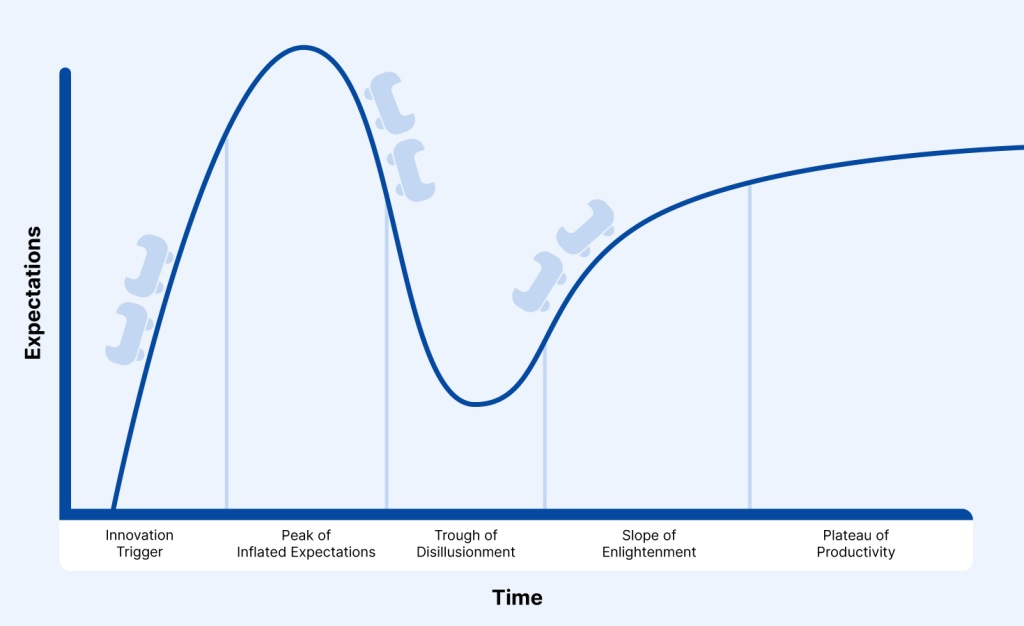 Expectations
Innovation
Trigger
Peak of
Inflated Expectations
Trough of
Disillusionment
Slope of
Enlightenment
Plateau of
Productivity
Time